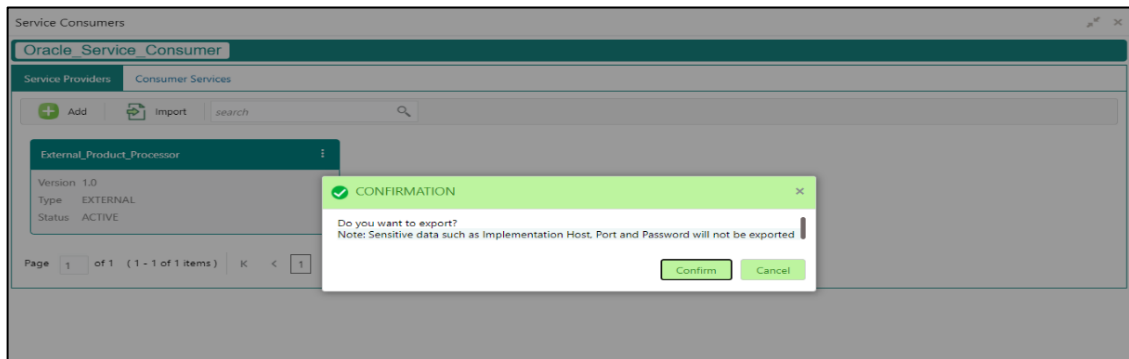 Service Consumers
Oracle_Service_Consumer
Service Providers Consumer Services
Add Import search
External_Product_Processor
Version 1.0
Type EXTERNAL
Status ACTIVE
CONFIRMATION
Do you want to export?
Note: Sensitive data such as Implementation Host, Port and Password will not be exported
Confirm Cancel
Page 1 of 1 (1 - 1 of 1 items) K < 1